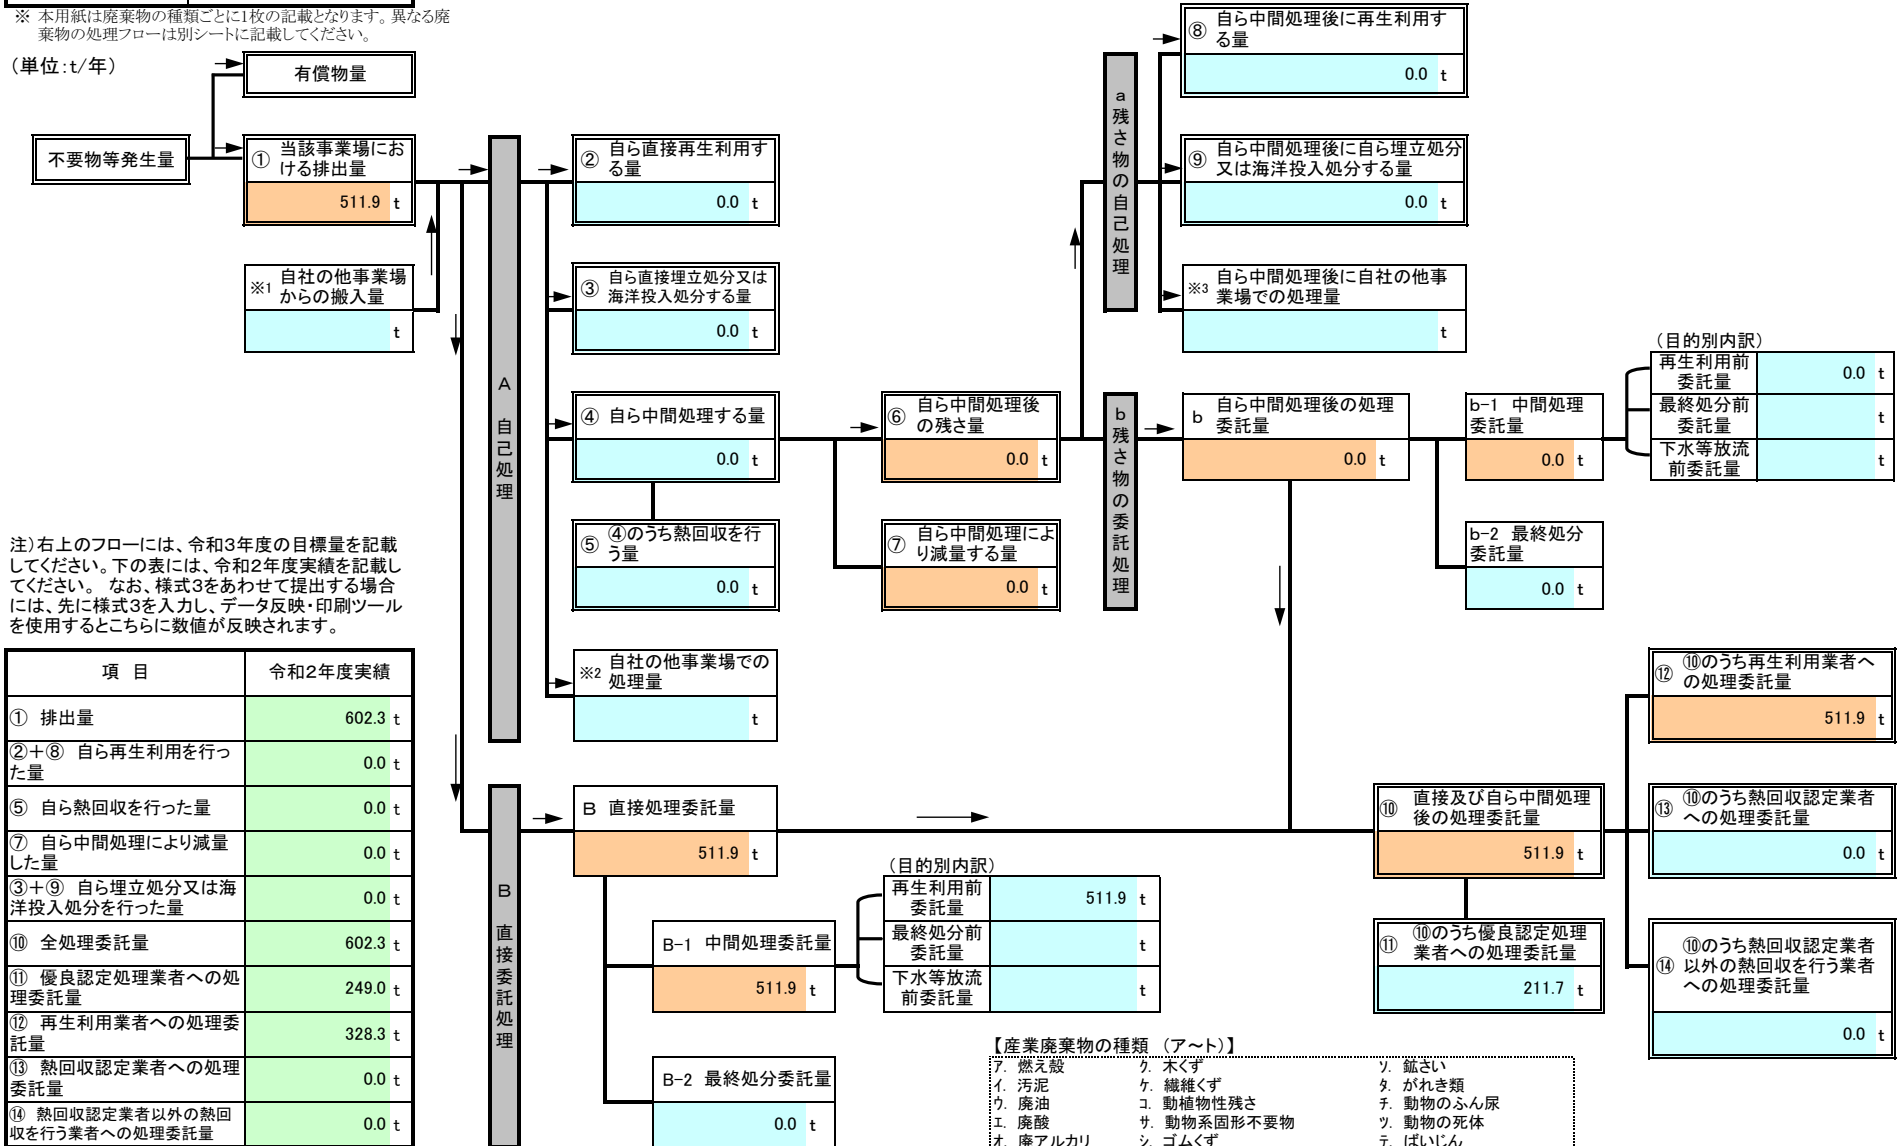 ※ 本用紙は廃棄物の種類ごとに1枚の記載となります。異なる廃
棄物の処理フローは別シートに記載してください。
（単位：t/年）
有償物量
不要物等発生量
① 当該事業場にお
ける排出量
511.9 t
※1 自社の他事業場
からの搬入量
t
A 自己処理
② 自ら直接再生利用す
る量
0.0 t
③ 自ら直接埋立処分又は
海洋投入処分する量
0.0 t
④ 自ら中間処理する量
0.0 t
⑤ ④のうち熱回収を行
う量
0.0 t
※2 自社の他事業場での
処理量
t
⑥ 自ら中間処理後
の残さ量
0.0 t
⑦ 自ら中間処理によ
り減量する量
0.0 t
a 残さ物の自己処理
⑧ 自ら中間処理後に再生利用す
る量
0.0 t
⑨ 自ら中間処理後に自ら埋立処分
又は海洋投入処分する量
0.0 t
※3 自ら中間処理後に自社の他事
業場での処理量
t
b 残さ物の委託処理
b 自ら中間処理後の処理
委託量
0.0 t
b-1 中間処理
委託量
0.0 t
（目的別内訳）
再生利用前
委託量
0.0 t
最終処分前
委託量
t
下水等放流
前委託量
t
b-2 最終処分
委託量
0.0 t
注）右上のフローには、令和3年度の目標量を記載
してください。下の表には、令和2年度実績を記載し
てください。 なお、様式3をあわせて提出する場合
には、先に様式3を入力し、データ反映・印刷ツール
を使用するとこちらに数値が反映されます。
項 目 令和2年度実績
① 排出量 602.3 t
②＋⑧ 自ら再生利用を行っ
た量 0.0 t
⑤ 自ら熱回収を行った量 0.0 t
⑦ 自ら中間処理により減量
した量 0.0 t
③＋⑨ 自ら埋立処分又は海
洋投入処分を行った量 0.0 t
⑩ 全処理委託量 602.3 t
⑪ 優良認定処理業者への処
理委託量 249.0 t
⑫ 再生利用業者への処理委
託量 328.3 t
⑬ 熱回収認定業者への処理
委託量 0.0 t
⑭ 熱回収認定業者以外の熱回
収を行う業者への処理委託量 0.0 t
B 直接委託処理
B 直接処理委託量
511.9 t
B-1 中間処理委託量
511.9 t
（目的別内訳）
再生利用前
委託量
511.9 t
最終処分前
委託量
t
下水等放流
前委託量
t
B-2 最終処分委託量
0.0 t
⑩ 直接及び自ら中間処理
後の処理委託量
511.9 t
⑪ ⑩のうち優良認定処理
業者への処理委託量
211.7 t
⑫ ⑩のうち再生利用業者へ
の処理委託量
511.9 t
⑬ ⑩のうち熱回収認定業者
への処理委託量
0.0 t
⑭ ⑩のうち熱回収認定業者
以外の熱回収を行う業者
への処理委託量
0.0 t
【産業廃棄物の種類 （ア～ト）】
ア. 燃え殻 ク. 木くず ソ. 鉱さい
イ. 汚泥 ケ. 繊維くず タ. がれき類
ウ. 廃油 コ. 動植物性残さ チ. 動物のふん尿
エ. 廃酸 サ. 動物系固形不要物 ツ. 動物の死体
オ. 廃アルカリ シ. ゴムくず テ. ばいじん